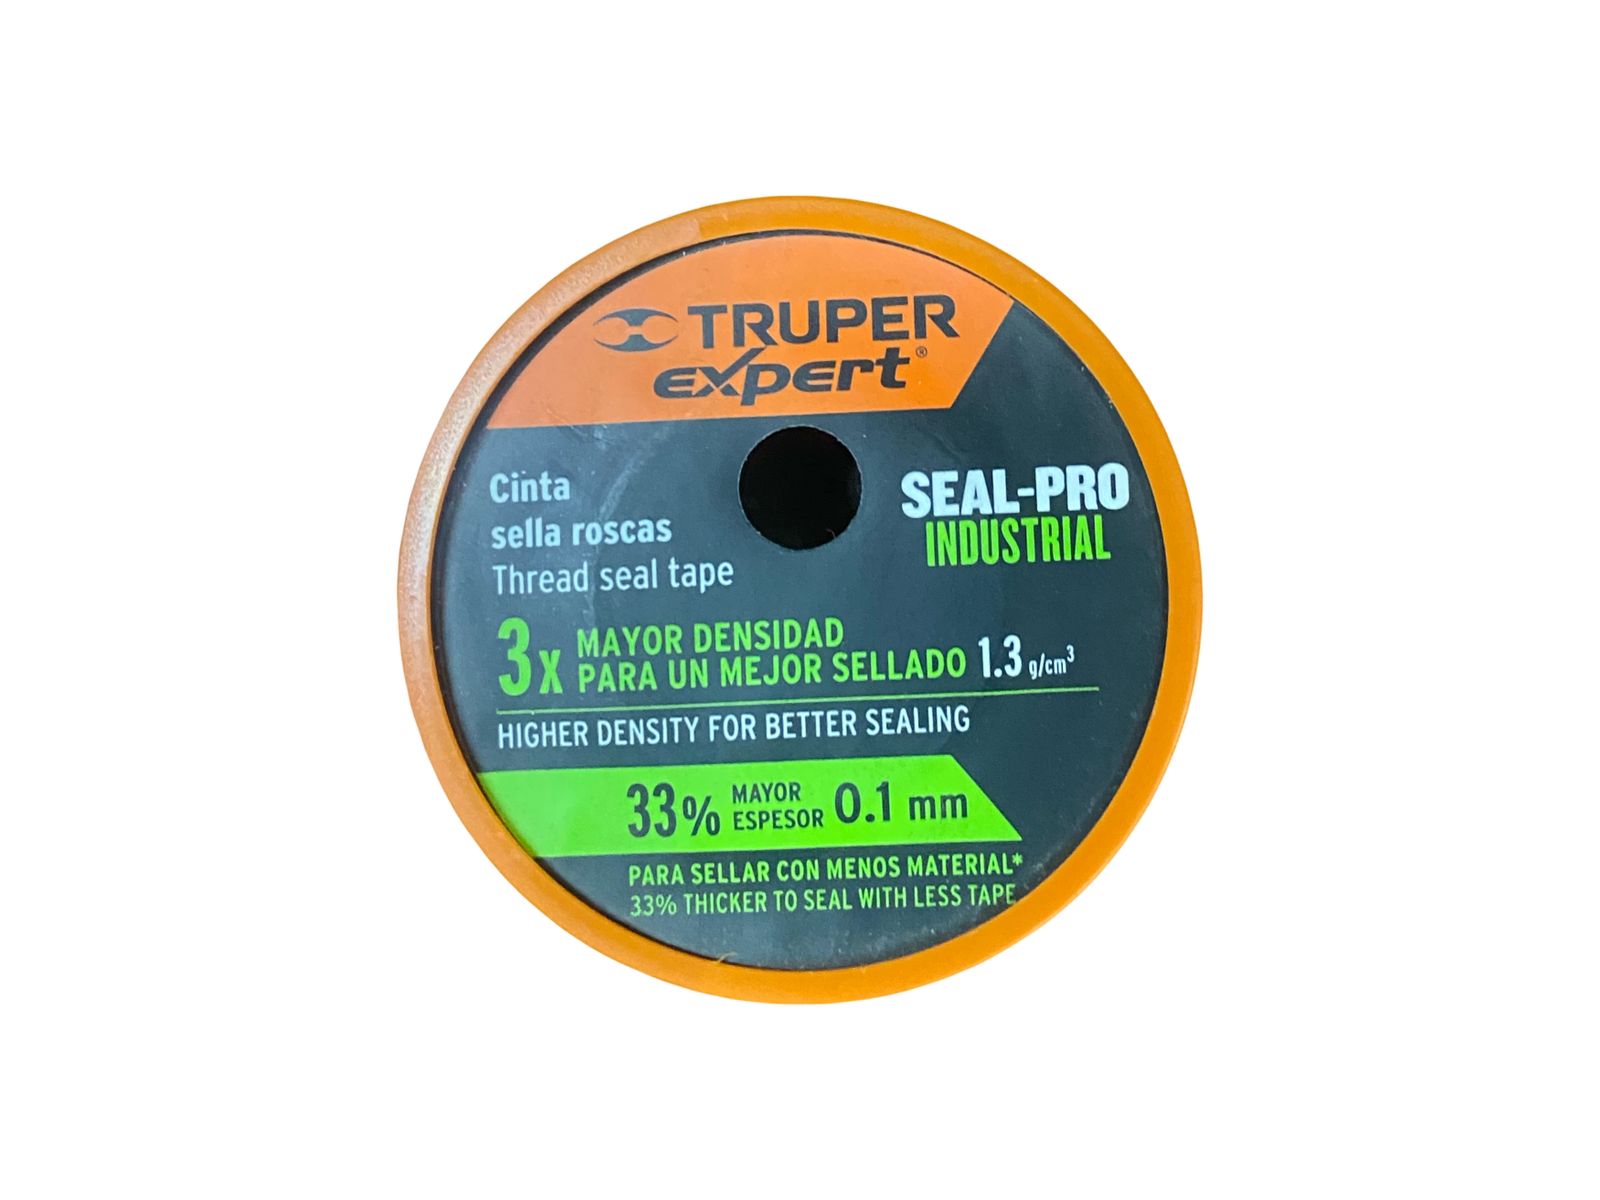 TRUPER
expert®
Cinta
sella roscas
Thread seal tape
SEAL-PRO
INDUSTRIAL
3x MAYOR DENSIDAD
PARA UN MEJOR SELLADO 1.3 g/cm³
HIGHER DENSITY FOR BETTER SEALING
33% MAYOR
ESPESOR 0.1 mm
PARA SELLAR CON MENOS MATERIAL*
33% THICKER TO SEAL WITH LESS TAPE